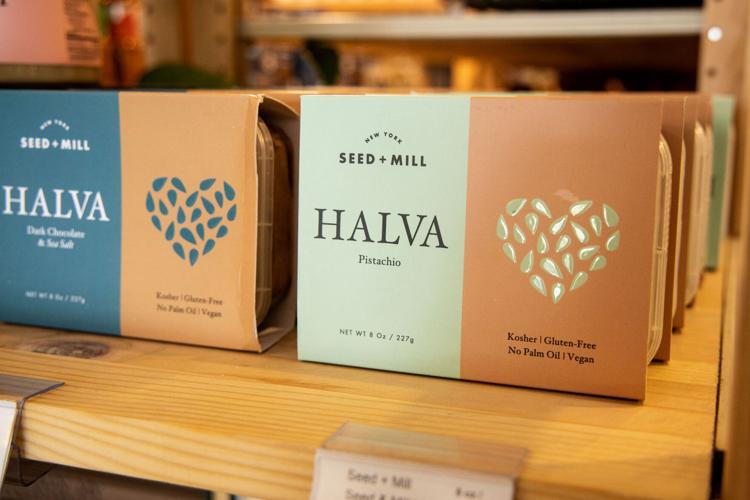 NEW YORK
SEED + MILL
HALVA
Dark Chocolate
& Sea Salt
NET WT 8 Oz / 227g
Kosher | Gluten-Free
No Palm Oil | Vegan
NEW YORK
SEED + MILL
HALVA
Pistachio
NET WT 8 Oz / 227g
Kosher | Gluten-Free
No Palm Oil | Vegan
Seed + Mill